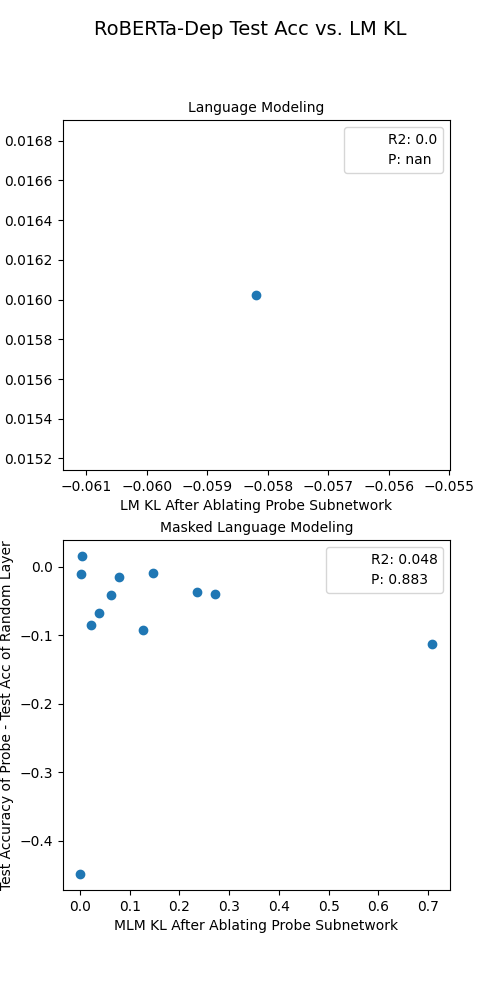 RoBERTa-Dep Test Acc vs. LM KL
Language Modeling
R2: 0.0
P: nan
0.0168
0.0166
0.0164
0.0162
0.0160
0.0158
0.0156
0.0154
0.0152
−0.061 −0.060 −0.059 −0.058 −0.057 −0.056 −0.055
LM KL After Ablating Probe Subnetwork
Masked Language Modeling
R2: 0.048
P: 0.883
Test Accuracy of Probe - Test Acc of Random Layer
0.0
−0.1
−0.2
−0.3
−0.4
0.0 0.1 0.2 0.3 0.4 0.5 0.6 0.7
MLM KL After Ablating Probe Subnetwork